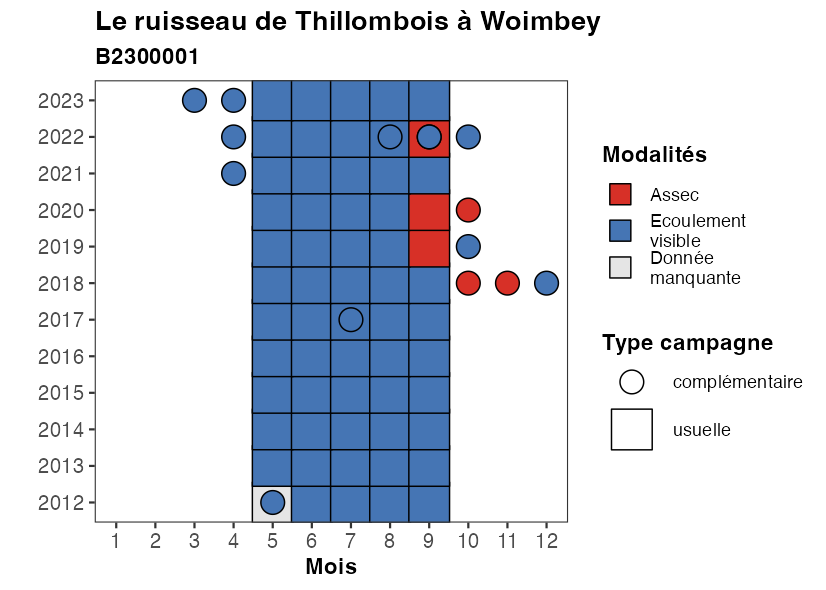 Le ruisseau de Thillombois à Woimbey
B2300001
2023
2022
2021
2020
2019
2018
2017
2016
2015
2014
2013
2012
1 2 3 4 5 6 7 8 9 10 11 12
Mois
Modalités
Assec
Ecoulement
visible
Donnée
manquante
Type campagne
complémentaire
usuelle